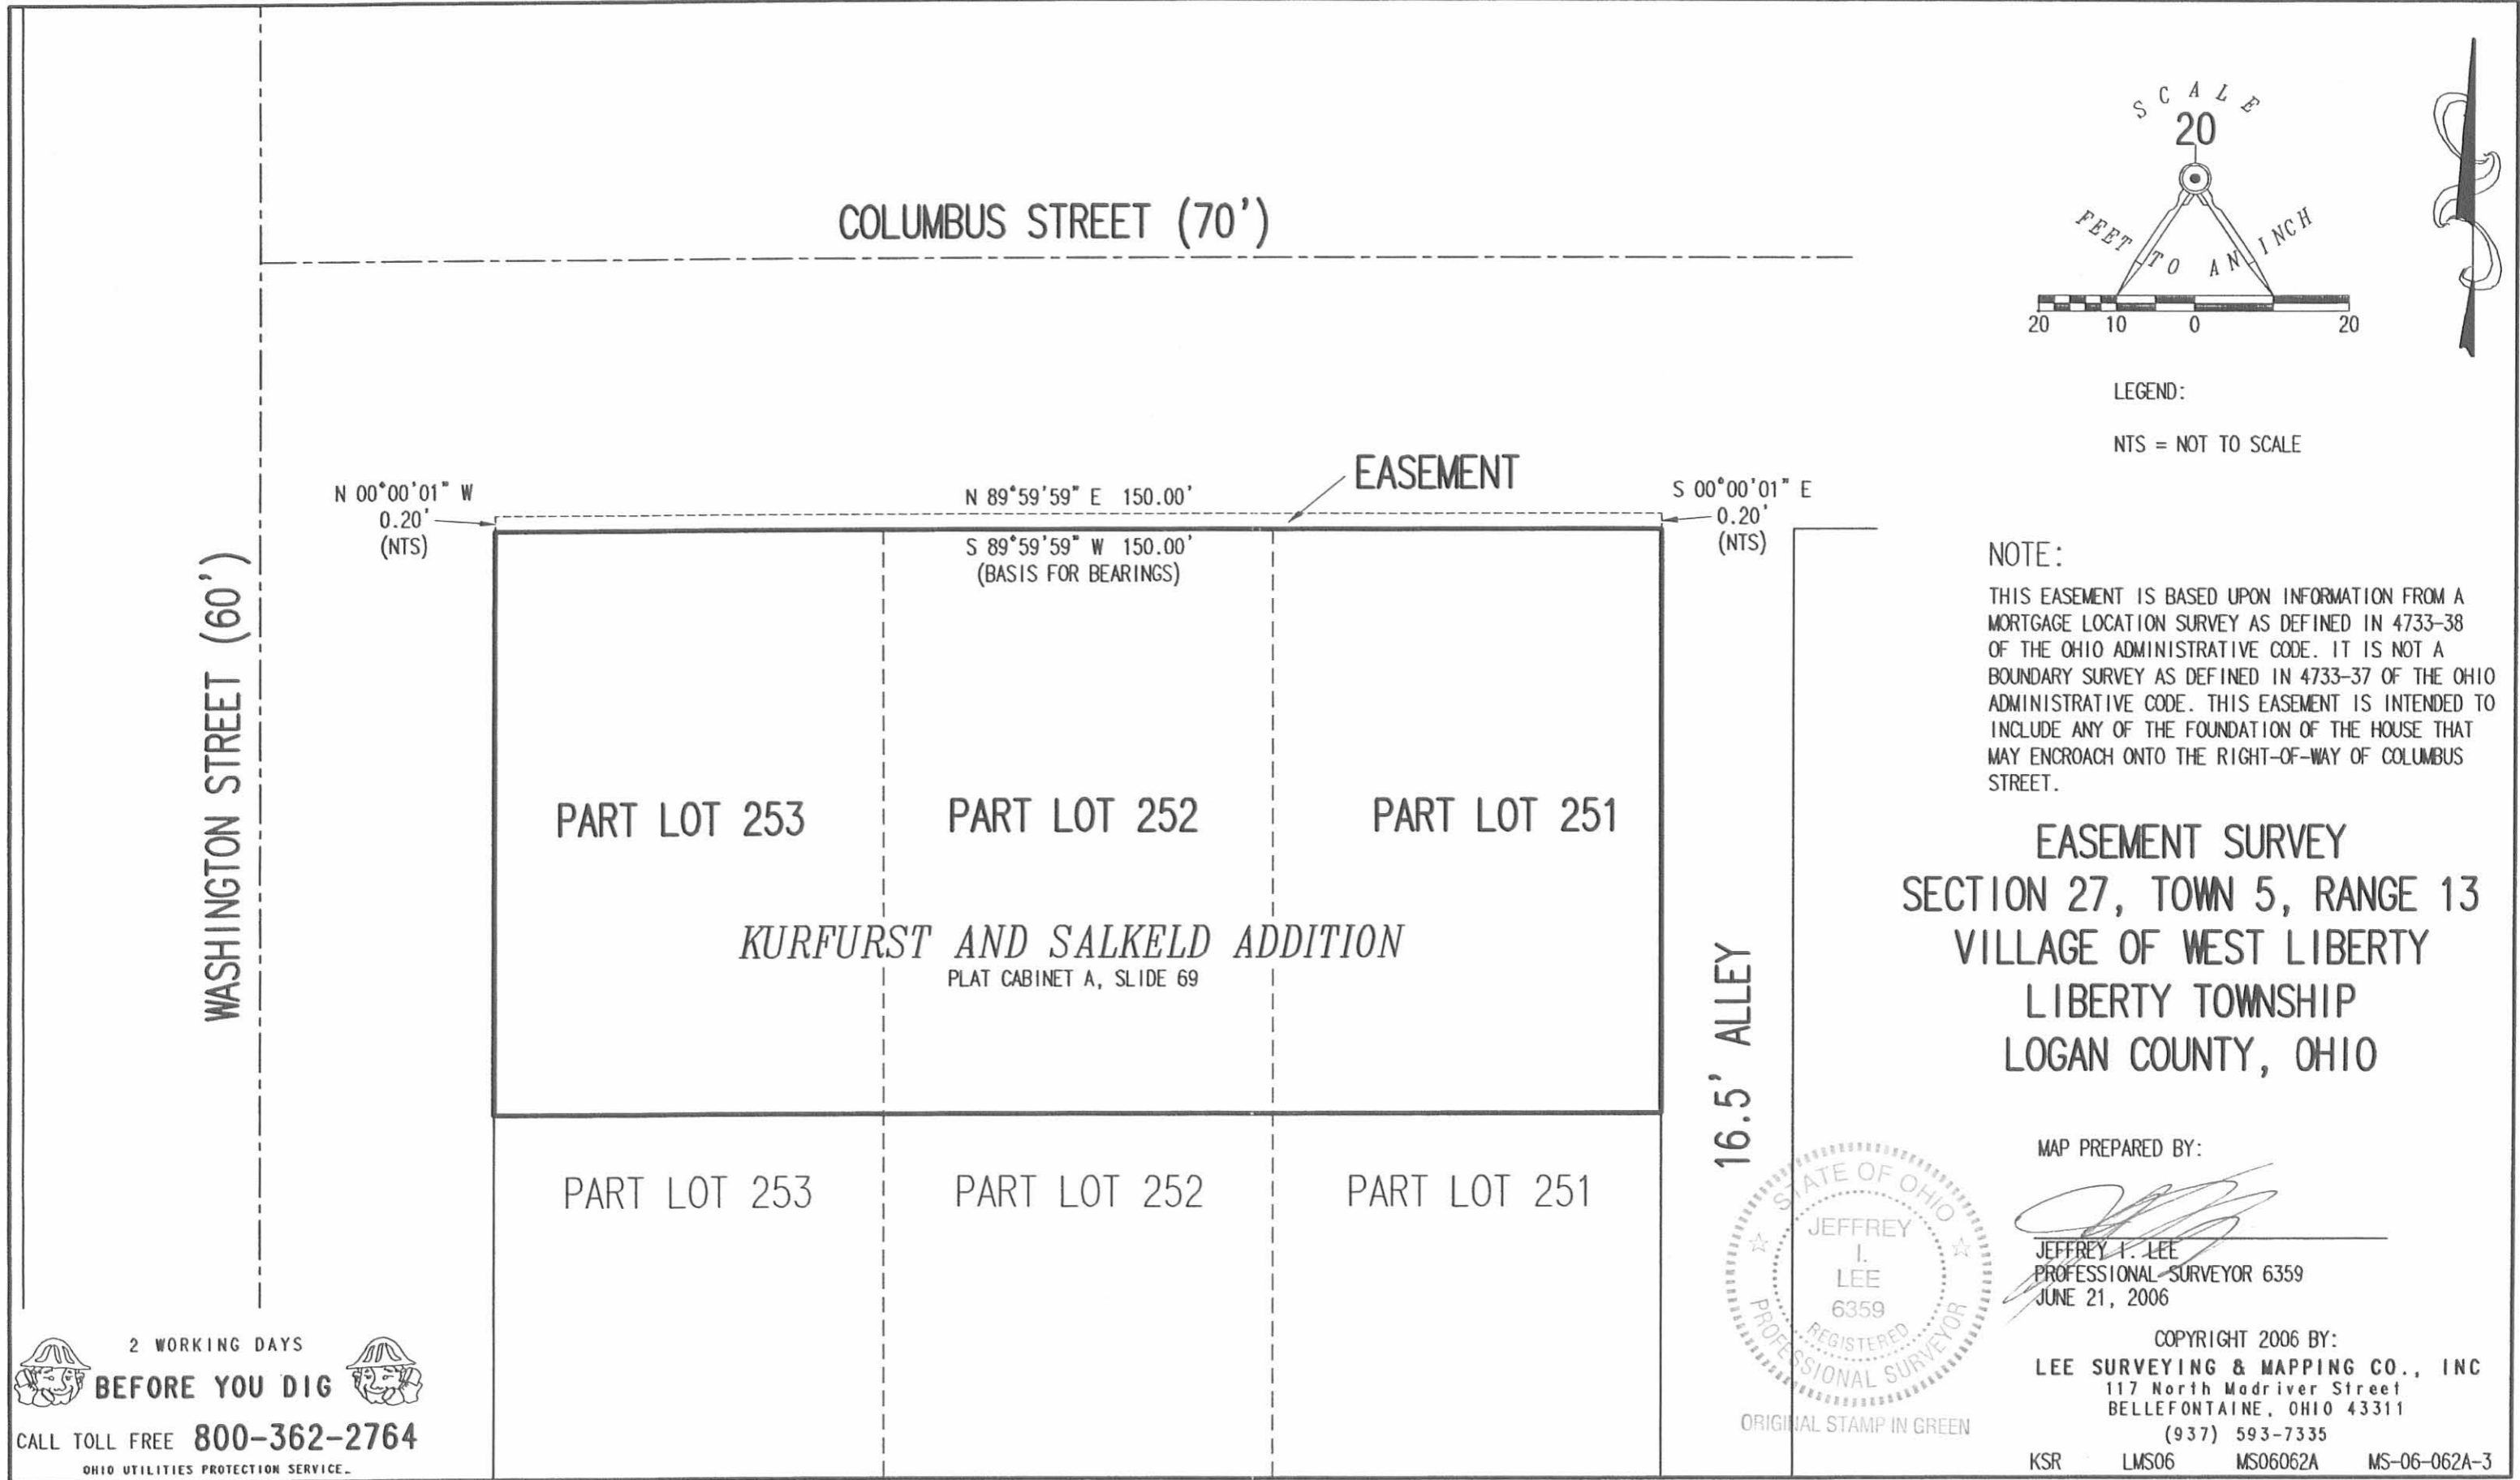 SCALE
20
FEET TO AN INCH
20 10 0 20
COLUMBUS STREET (70')
LEGEND:
NTS = NOT TO SCALE
EASEMENT
N 00°00'01" W
0.20'
(NTS)
N 89°59'59" E 150.00'
S 00°00'01" E
0.20'
(NTS)
S 89°59'59" W 150.00'
(BASIS FOR BEARINGS)
WASHINGTON STREET (60')
NOTE:
THIS EASEMENT IS BASED UPON INFORMATION FROM A
MORTGAGE LOCATION SURVEY AS DEFINED IN 4733-38
OF THE OHIO ADMINISTRATIVE CODE. IT IS NOT A
BOUNDARY SURVEY AS DEFINED IN 4733-37 OF THE OHIO
ADMINISTRATIVE CODE. THIS EASEMENT IS INTENDED TO
INCLUDE ANY OF THE FOUNDATION OF THE HOUSE THAT
MAY ENCROACH ONTO THE RIGHT-OF-WAY OF COLUMBUS
STREET.
PART LOT 253
PART LOT 252
PART LOT 251
KURFURST AND SALKELD ADDITION
PLAT CABINET A, SLIDE 69
16.5' ALLEY
EASEMENT SURVEY
SECTION 27, TOWN 5, RANGE 13
VILLAGE OF WEST LIBERTY
LIBERTY TOWNSHIP
LOGAN COUNTY, OHIO
PART LOT 253
PART LOT 252
PART LOT 251
STATE OF OHIO
JEFFREY
I.
LEE
6359
REGISTERED
PROFESSIONAL SURVEYOR
ORIGINAL STAMP IN GREEN
MAP PREPARED BY:
JEFFREY I. LEE
PROFESSIONAL SURVEYOR 6359
JUNE 21, 2006
COPYRIGHT 2006 BY:
LEE SURVEYING & MAPPING CO., INC
117 North Madriver Street
BELLEFONTAINE, OHIO 43311
(937) 593-7335
KSR LMS06 MS06062A MS-06-062A-3
2 WORKING DAYS
BEFORE YOU DIG
CALL TOLL FREE 800-362-2764
OHIO UTILITIES PROTECTION SERVICE.